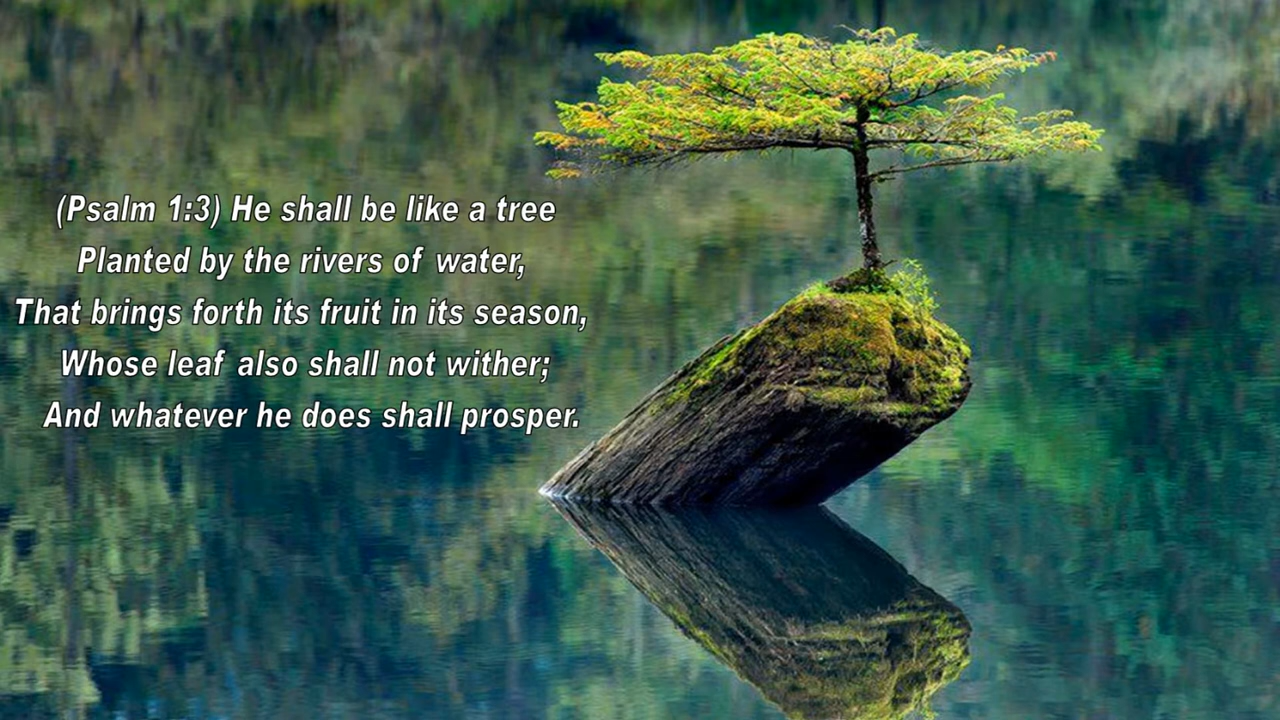 (Psalm 1:3) He shall be like a tree
Planted by the rivers of water,
That brings forth its fruit in its season,
Whose leaf also shall not wither;
And whatever he does shall prosper.